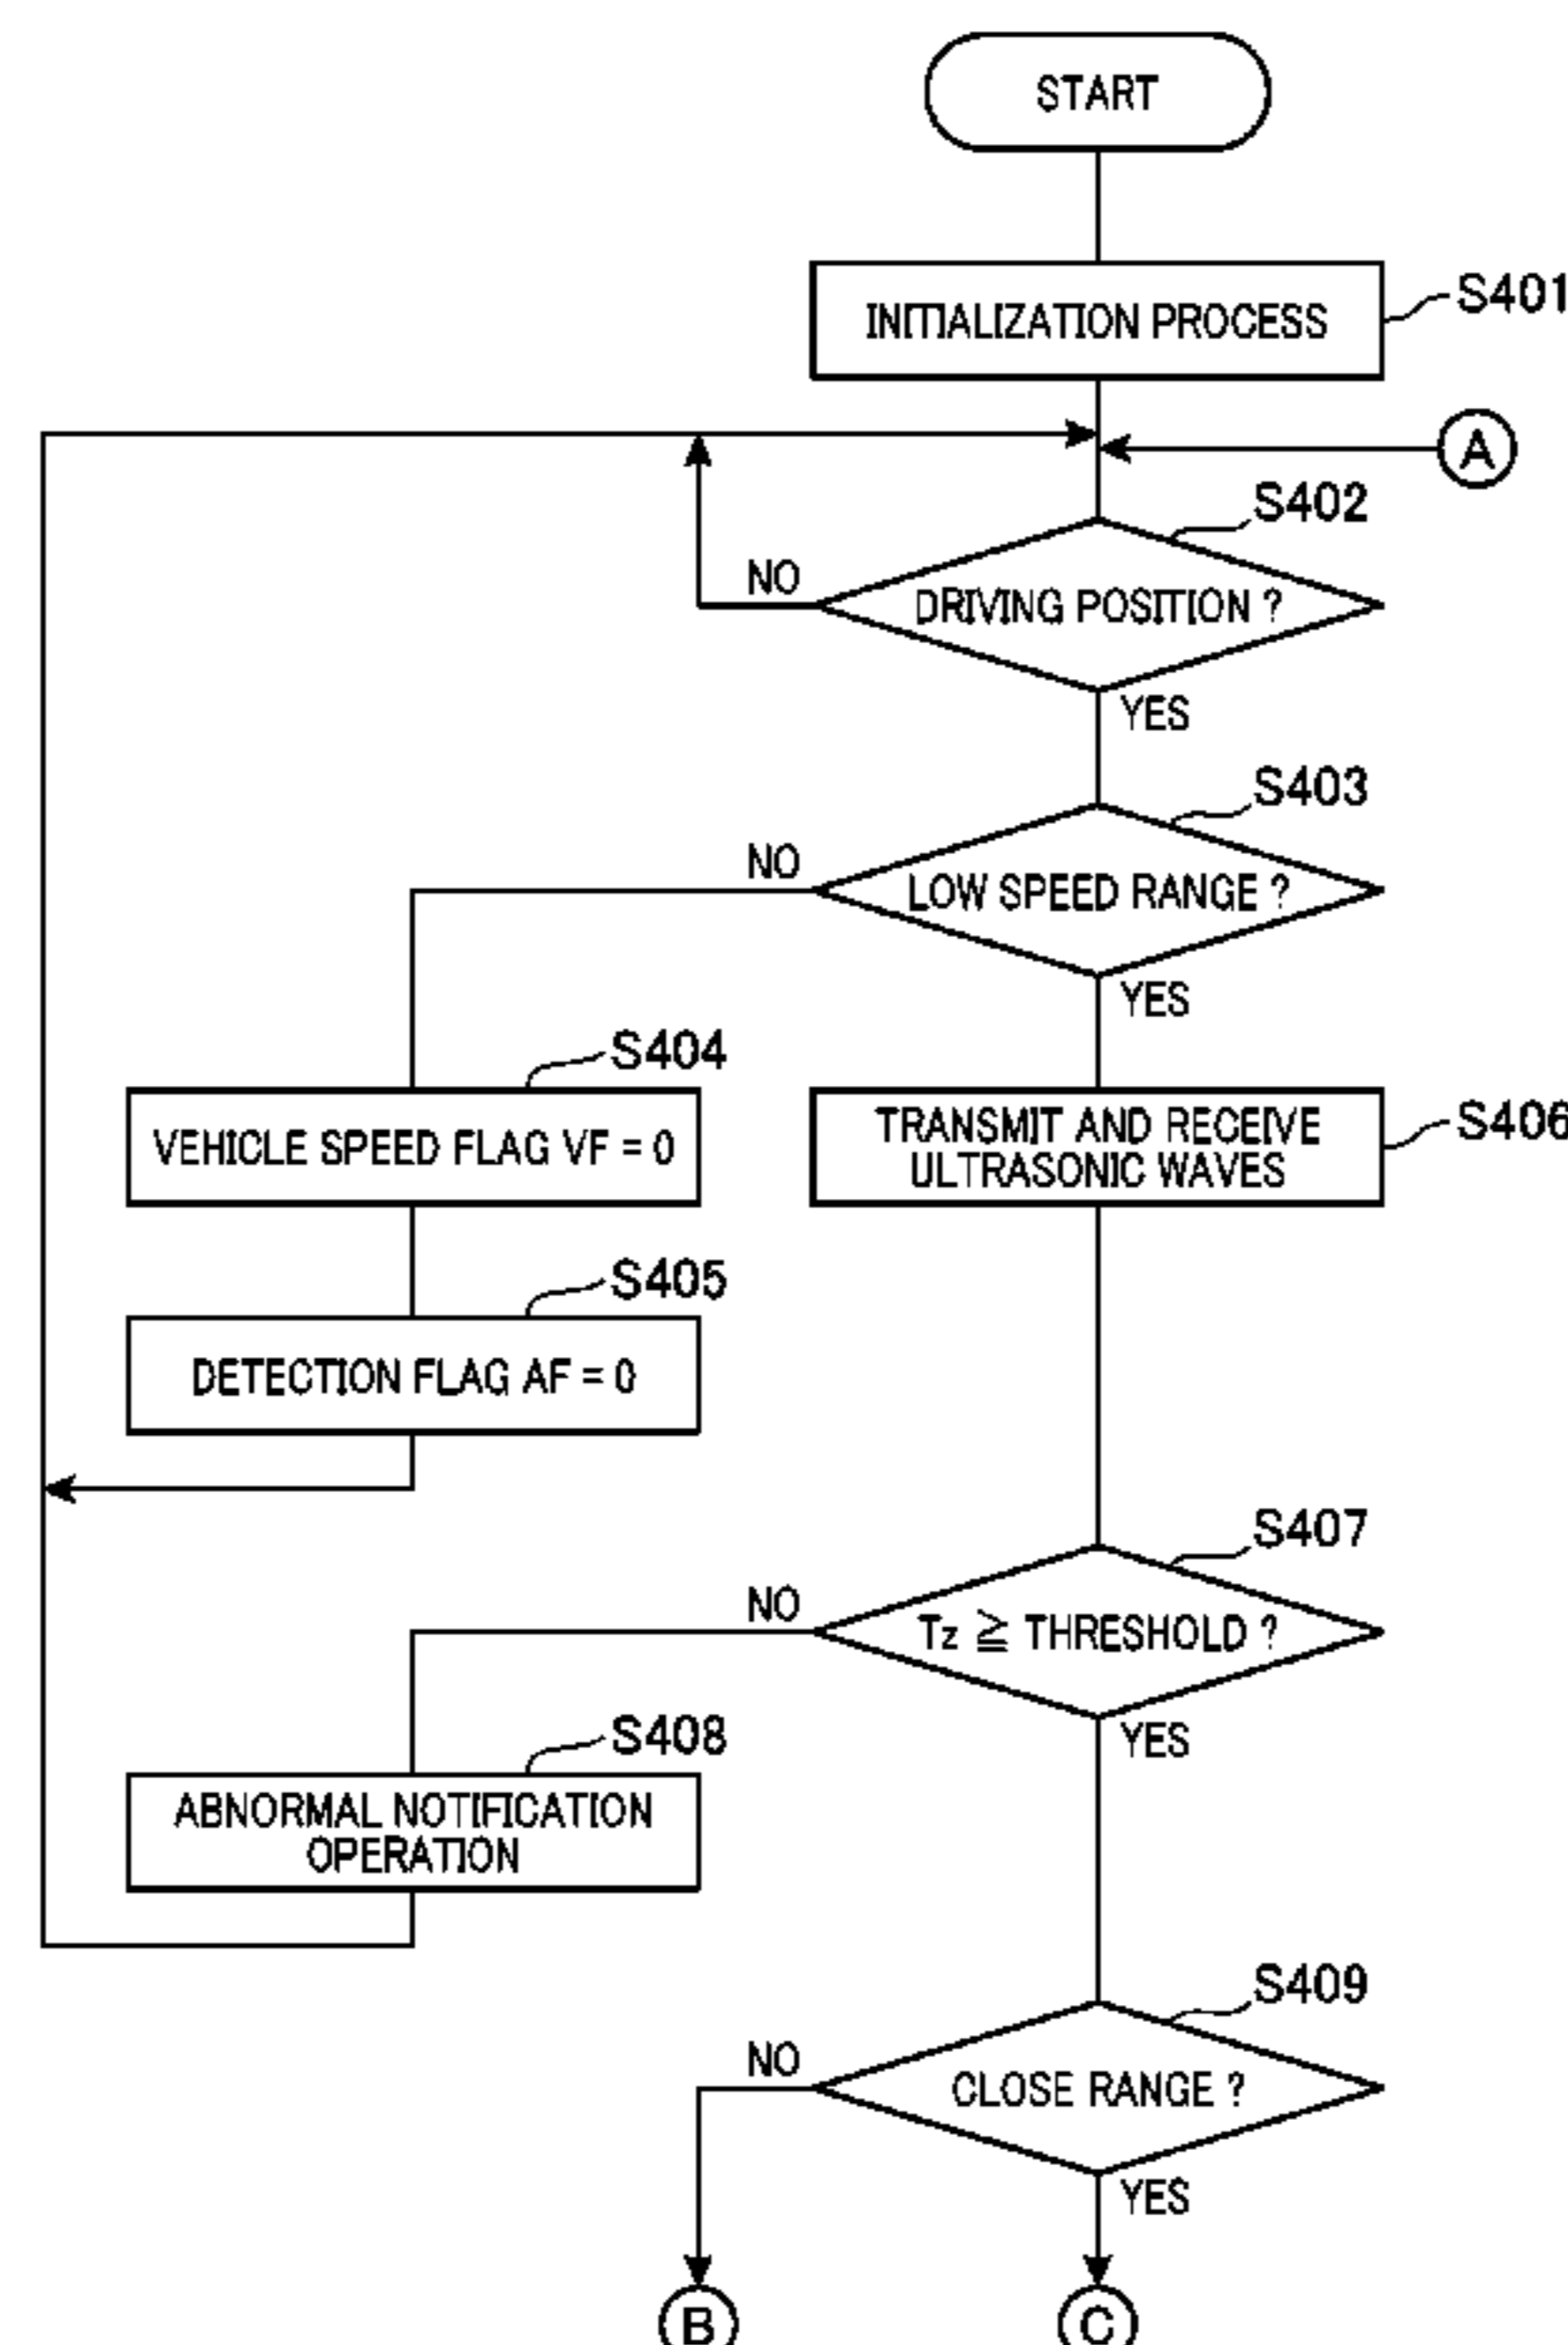 START
INITIALIZATION PROCESS
S401
A
S402
NO
DRIVING POSITION ?
YES
S403
NO
LOW SPEED RANGE ?
YES
S404
VEHICLE SPEED FLAG VF = 0
TRANSMIT AND RECEIVE
ULTRASONIC WAVES
S406
S405
DETECTION FLAG AF = 0
S407
NO
Tz ≧ THRESHOLD ?
YES
S408
ABNORMAL NOTIFICATION
OPERATION
S409
NO
CLOSE RANGE ?
YES
B
C